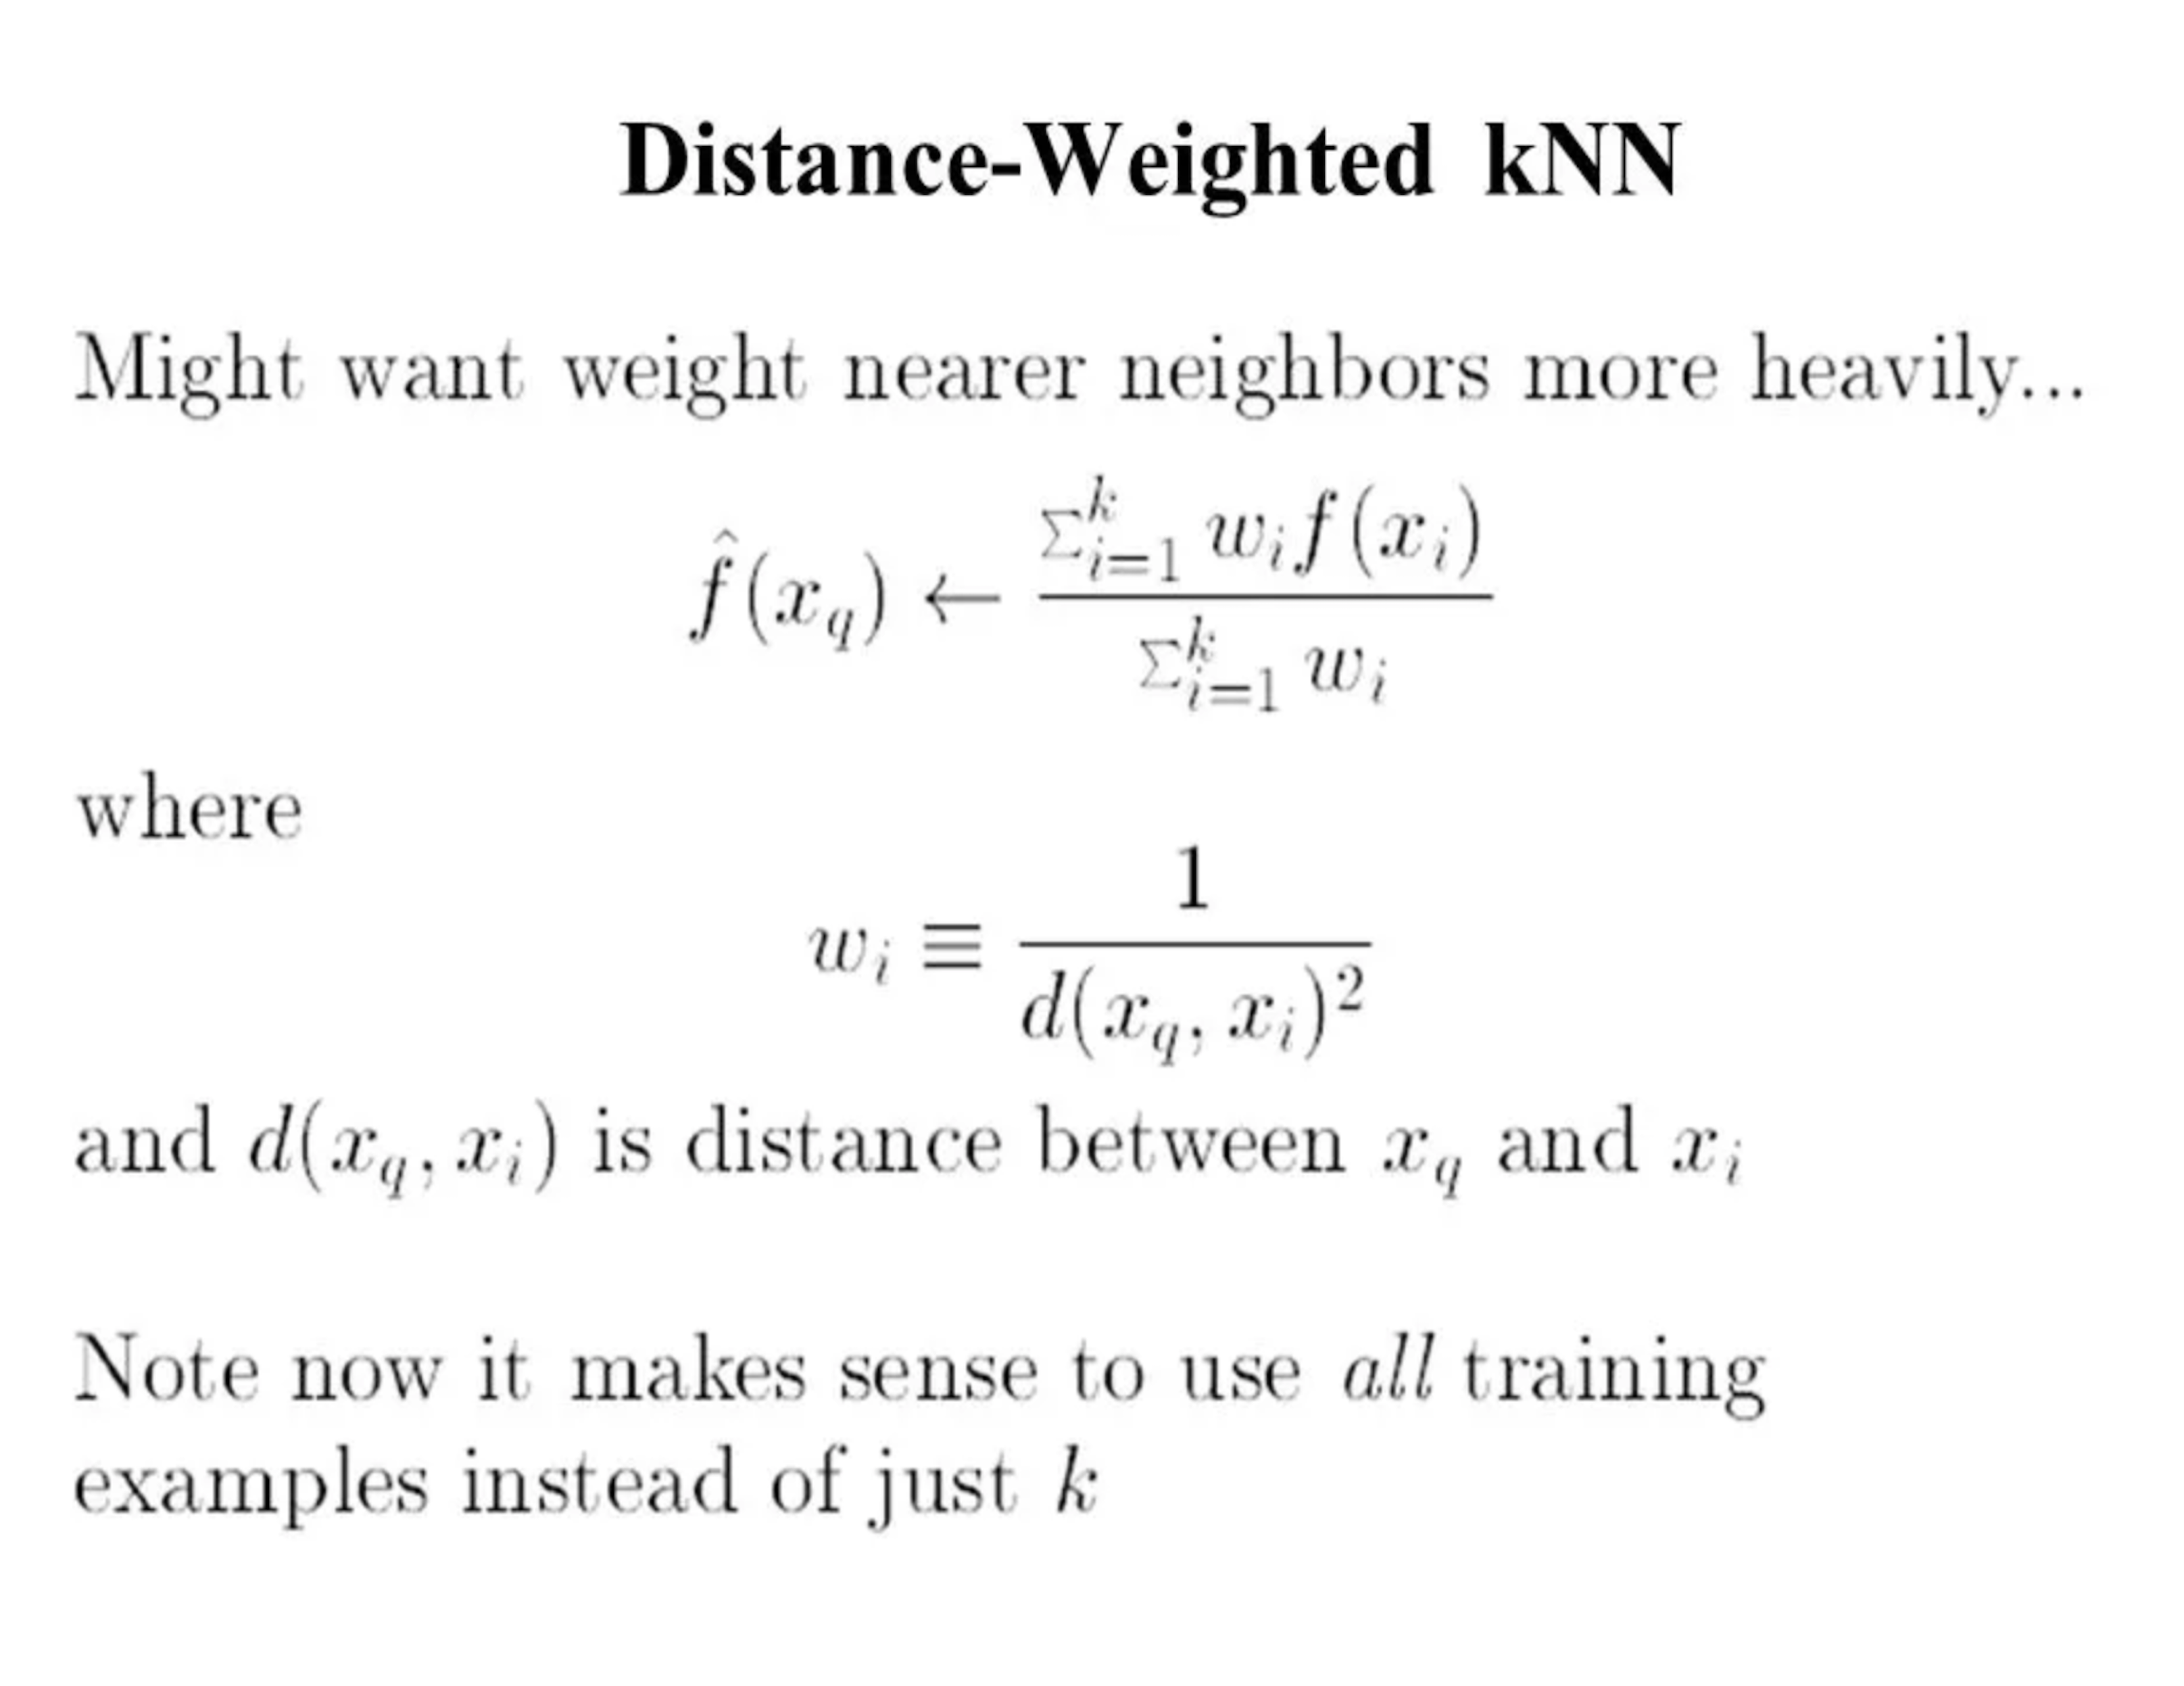 Distance-Weighted kNN
Might want weight nearer neighbors more heavily...
$\hat{f}(x_q) \leftarrow \frac{\Sigma_{i=1}^{k} w_i f(x_i)}{\Sigma_{i=1}^{k} w_i}$
where
$w_i \equiv \frac{1}{d(x_q, x_i)^2}$
and $d(x_q, x_i)$ is distance between $x_q$ and $x_i$
Note now it makes sense to use all training
examples instead of just k